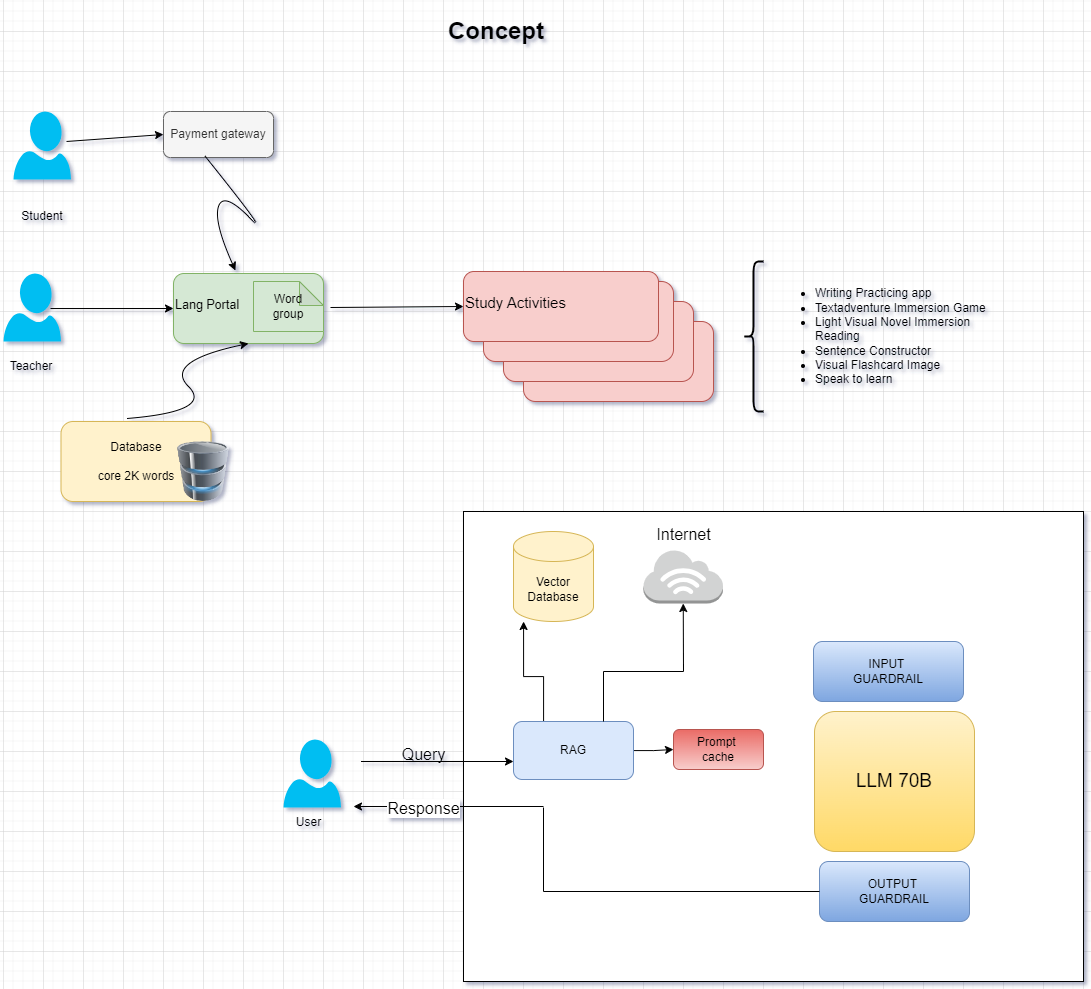 Concept
Payment gateway
Student
Lang Portal
Word
group
Study Activities
Writing Practicing app
Textadventure Immersion Game
Light Visual Novel Immersion
Reading
Sentence Constructor
Visual Flashcard Image
Speak to learn
Teacher
Database
core 2K words
Internet
Vector
Database
INPUT
GUARDRAIL
Query
RAG
Prompt
cache
LLM 70B
Response
User
OUTPUT
GUARDRAIL